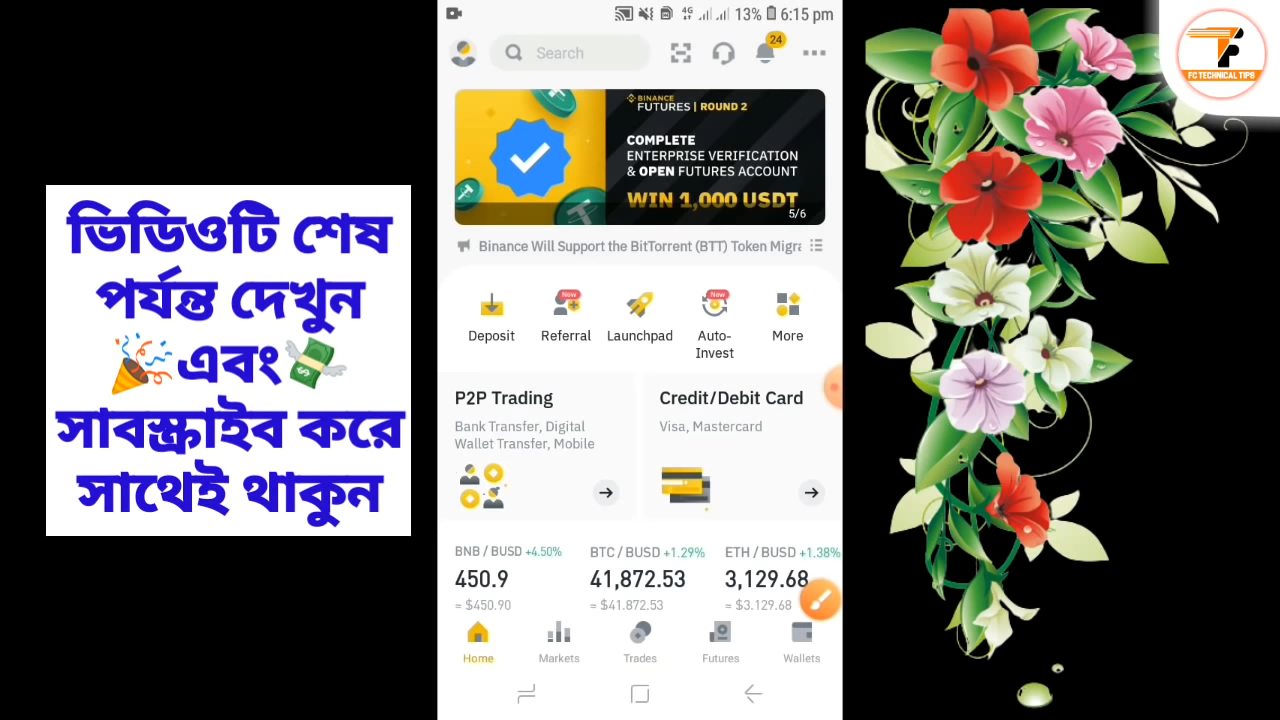 ভিডিওটি শেষ
পর্যন্ত দেখুন
🎉এবং💸
সাবস্ক্রাইব করে
সাথেই থাকুন
4G 13% 6:15 pm
Search
24
BINANCE
FUTURES | ROUND 2
COMPLETE
ENTERPRISE VERIFICATION
& OPEN FUTURES ACCOUNT
WIN 1,000 USDT
5/6
Binance Will Support the BitTorrent (BTT) Token Migra
New
New
Deposit
Referral
Launchpad
Auto-
Invest
More
P2P Trading
Bank Transfer, Digital
Wallet Transfer, Mobile
Credit/Debit Card
Visa, Mastercard
BNB / BUSD +4.50%
BTC / BUSD +1.29%
ETH / BUSD +1.38%
450.9
41,872.53
3,129.68
= $450.90
= $41,872.53
= $3,129.68
Home
Markets
Trades
Futures
Wallets
TF
FC TECHNICAL TIPS